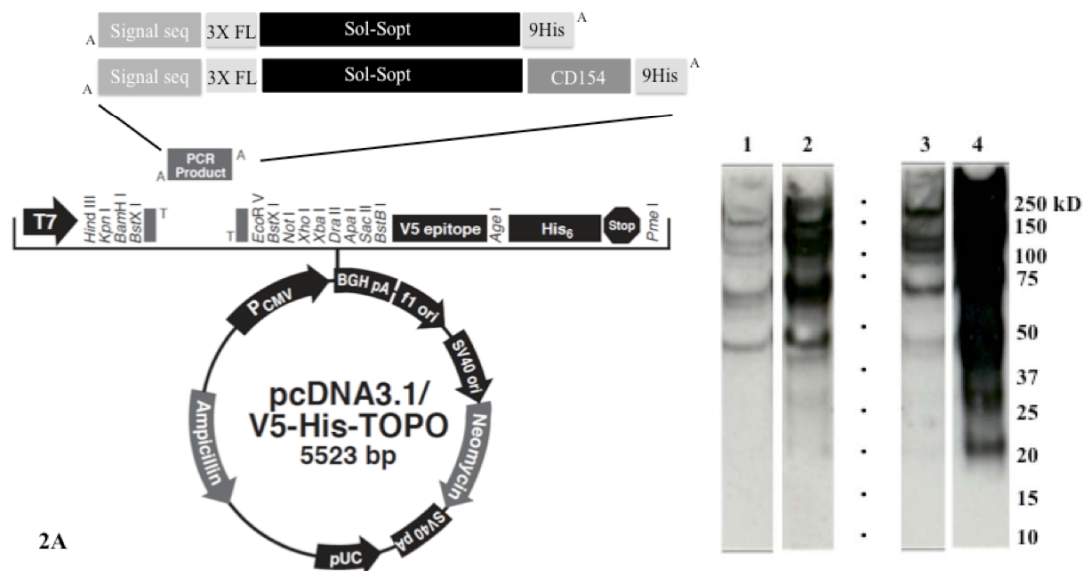 A Signal seq 3X FL Sol-Sopt 9His A
A Signal seq 3X FL Sol-Sopt CD154 9His A
PCR
Product
A
A
T7
Hind III
Kpn I
BamH I
BstX I
T
T
EcoR V
BstX I
Not I
Xho I
Xba I
Dra II
Apa I
Sac II
BstB I
V5 epitope
Age I
His6
Stop
Pme I
PCMV
BGH pA
f1 ori
SV40 ori
Neomycin
SV40 pA
pUC
Ampicillin
pcDNA3.1/
V5-His-TOPO
5523 bp
2A
1 2 3 4
250 kD
150
100
75
50
37
25
20
15
10